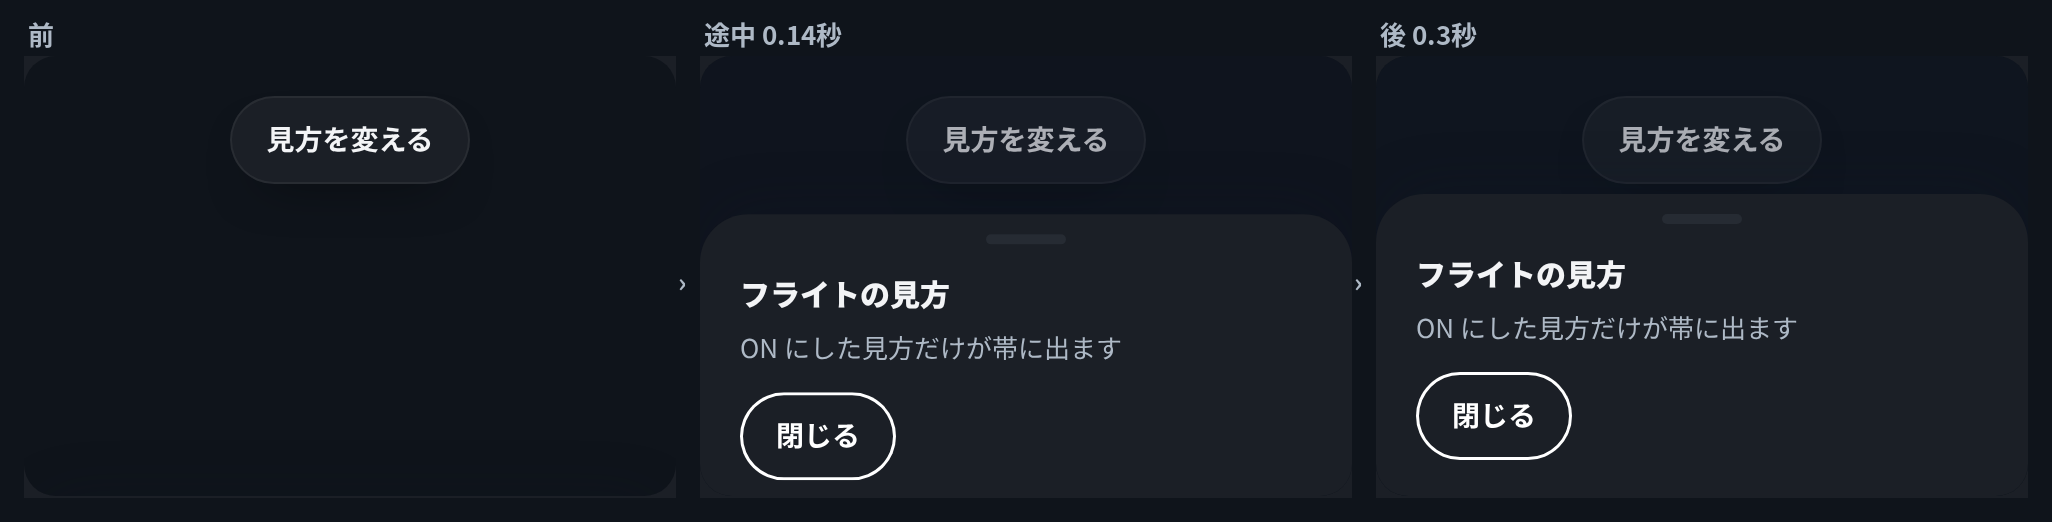 前
見方を変える
›
途中 0.14秒
見方を変える
フライトの見方
ON にした見方だけが帯に出ます
閉じる
›
後 0.3秒
見方を変える
フライトの見方
ON にした見方だけが帯に出ます
閉じる